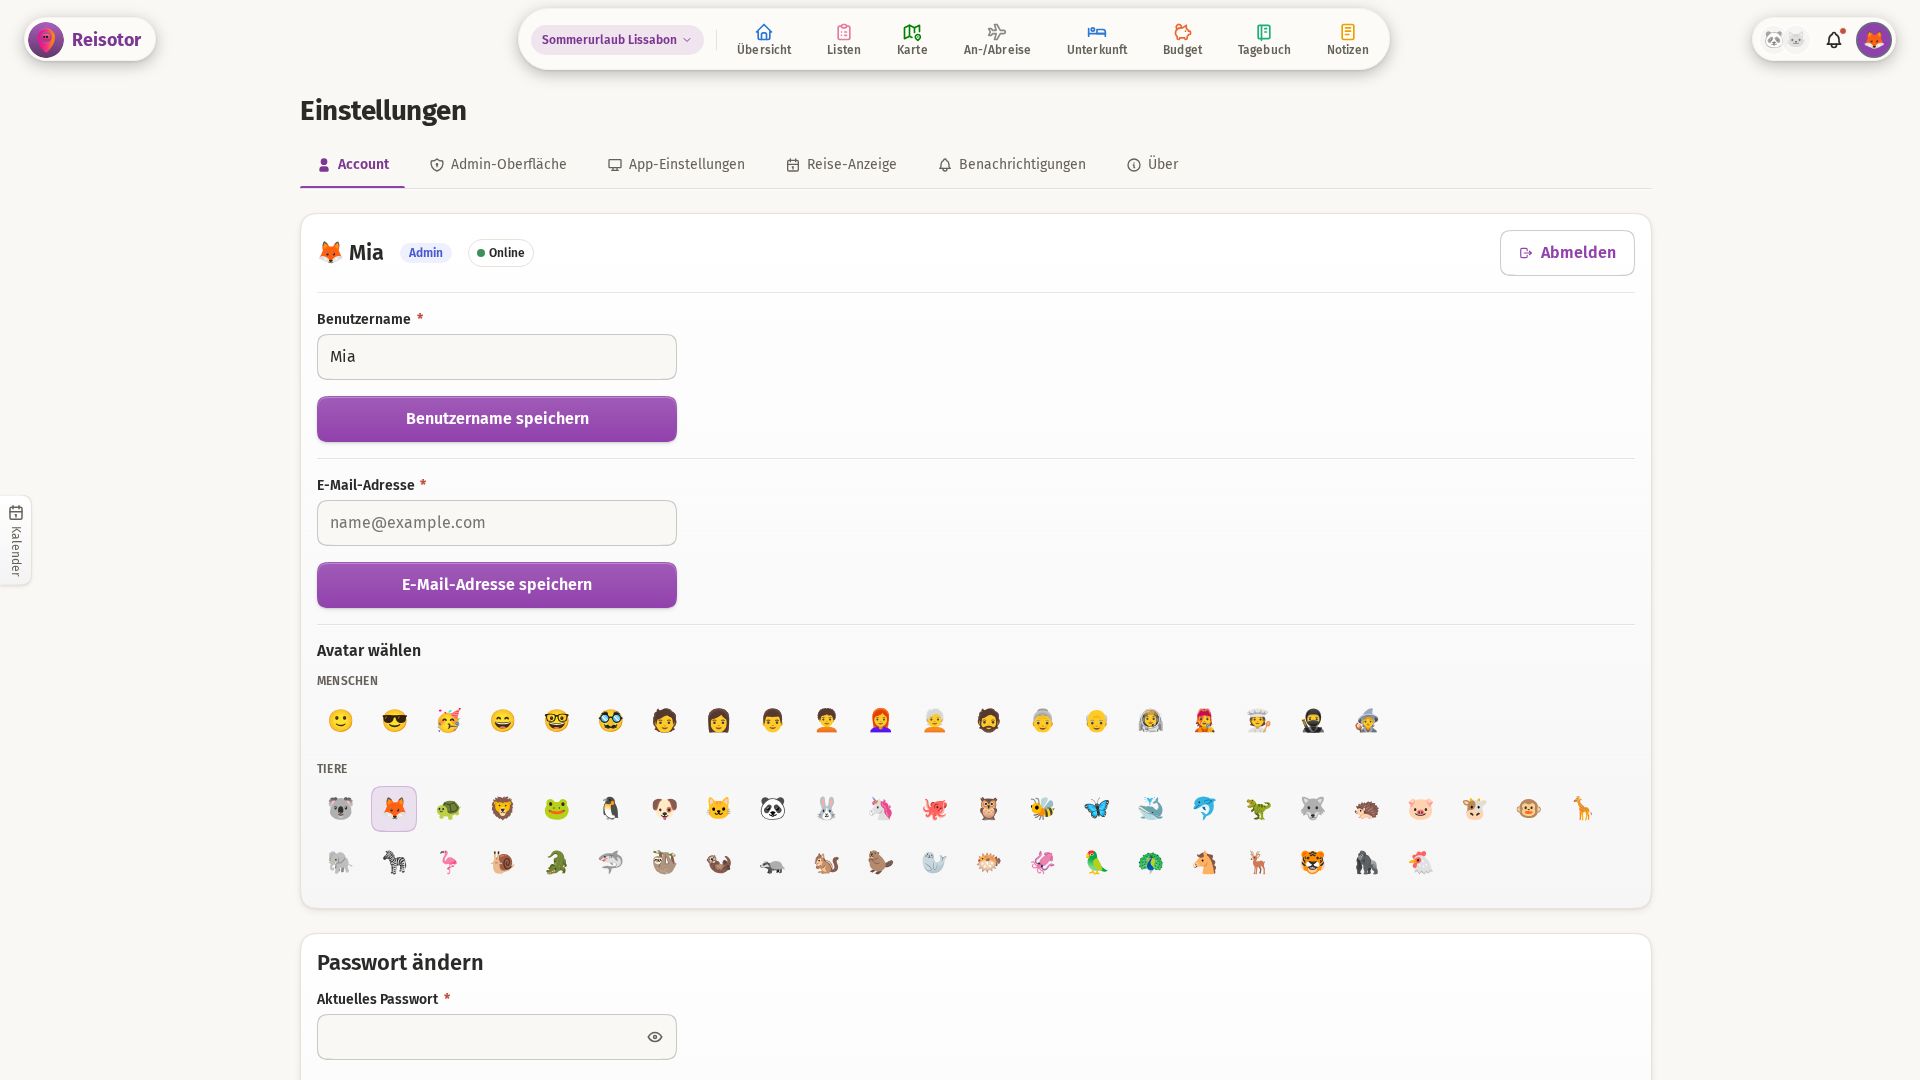 Reisotor
Sommerurlaub Lissabon
Übersicht
Listen
Karte
An-/Abreise
Unterkunft
Budget
Tagebuch
Notizen
Einstellungen
Account
Admin-Oberfläche
App-Einstellungen
Reise-Anzeige
Benachrichtigungen
Über
Mia
Admin
Online
Abmelden
Benutzername *
Mia
Benutzername speichern
E-Mail-Adresse *
name@example.com
E-Mail-Adresse speichern
Kalender
Avatar wählen
MENSCHEN
TIERE
Passwort ändern
Aktuelles Passwort *